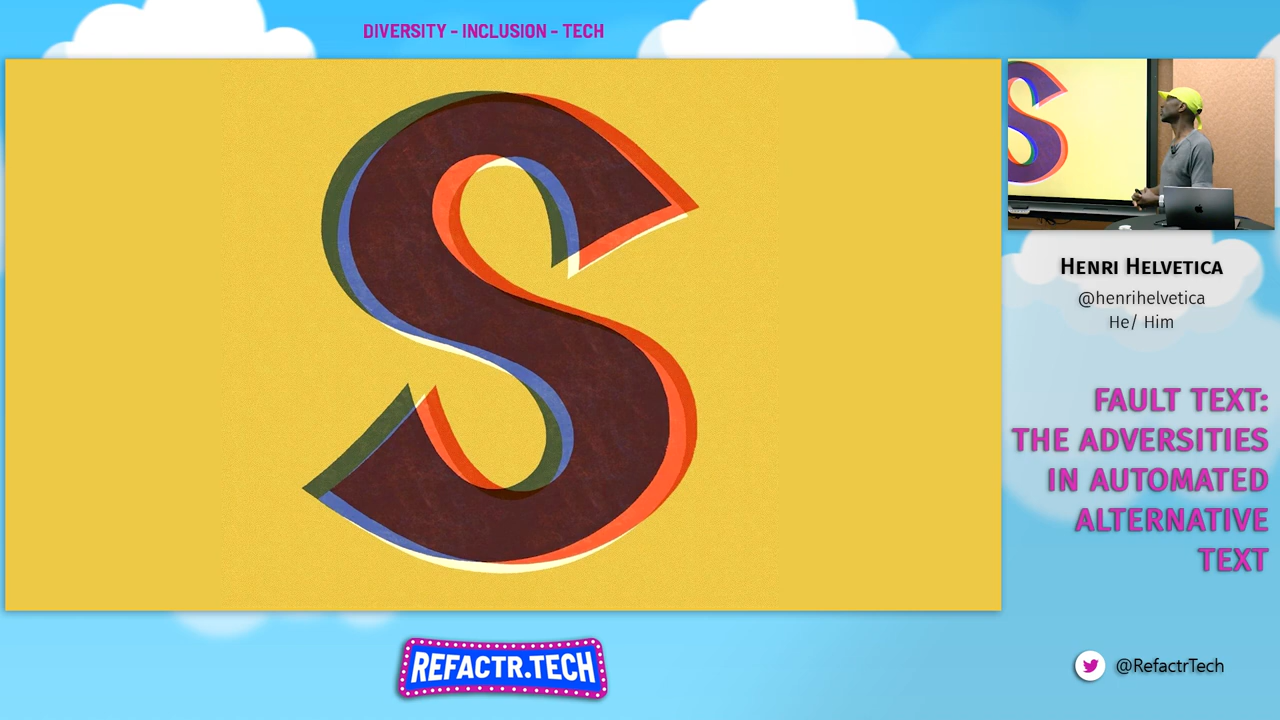 DIVERSITY - INCLUSION - TECH
S
S
HENRI HELVETICA
@henrihelvetica
He/ Him
FAULT TEXT:
THE ADVERSITIES
IN AUTOMATED
ALTERNATIVE
TEXT
REFACTR.TECH
@RefactrTech